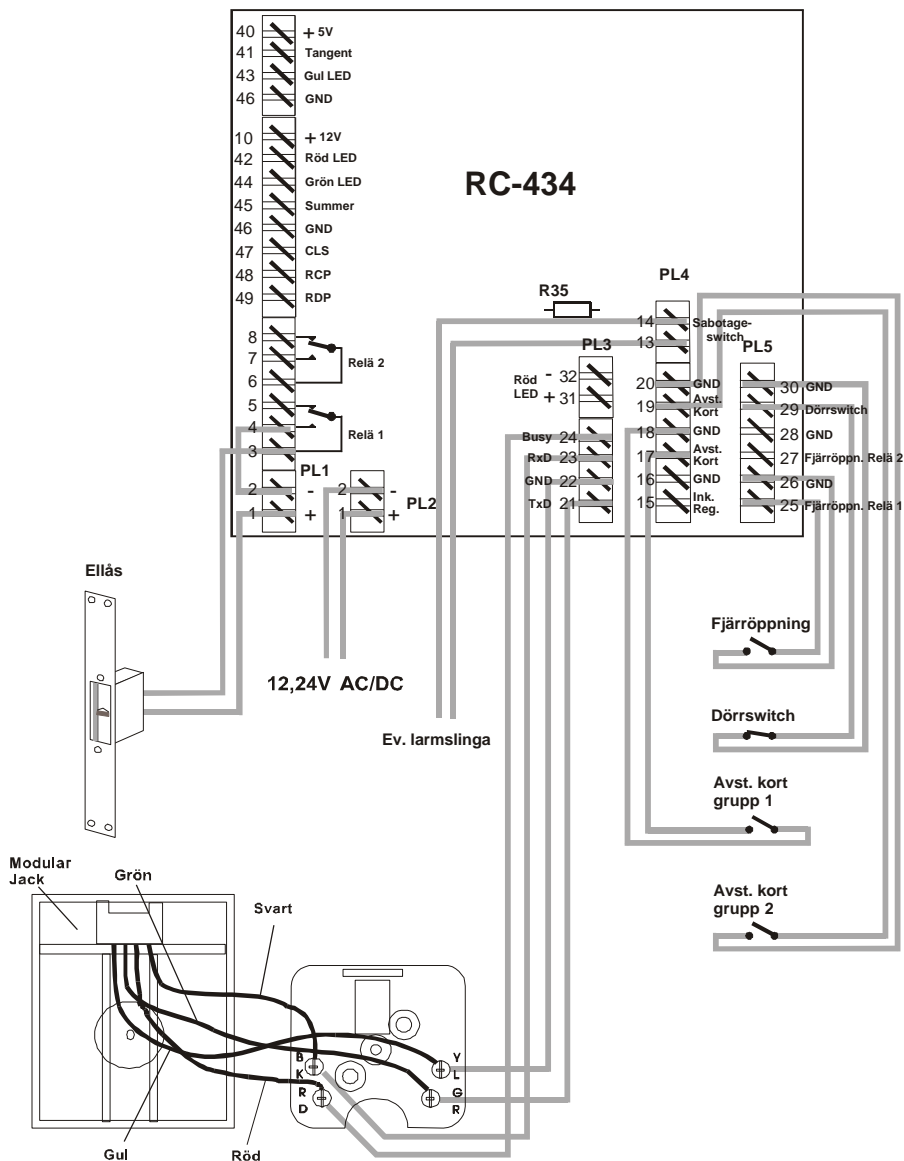 40 +5V
41 Tangent
43 Gul LED
46 GND
10 +12V
42 Röd LED
44 Grön LED
45 Summer
46 GND
47 CLS
48 RCP
49 RDP
8
7
6
Relä 2
5
4
3
Relä 1
PL1
2 -
1 +
2 -
1 +
PL2
RC-434
R35
PL4
14 Sabotage-
switch
13
PL3
Röd
LED
- 32
+ 31
Busy 24
RxD 23
GND 22
TxD 21
20 GND
19 Avst.
Kort
18 GND
17 Avst.
Kort
16 GND
15 Ink.
Reg.
PL5
30 GND
29 Dörrswitch
28 GND
27 Fjärröppn. Relä 2
26 GND
25 Fjärröppn. Relä 1
Ellås
12,24V AC/DC
Ev. larmslinga
Fjärröppning
Dörrswitch
Avst. kort
grupp 1
Avst. kort
grupp 2
Modular
Jack
Grön
Svart
B
K
R
D
Y
L
G
R
Gul
Röd